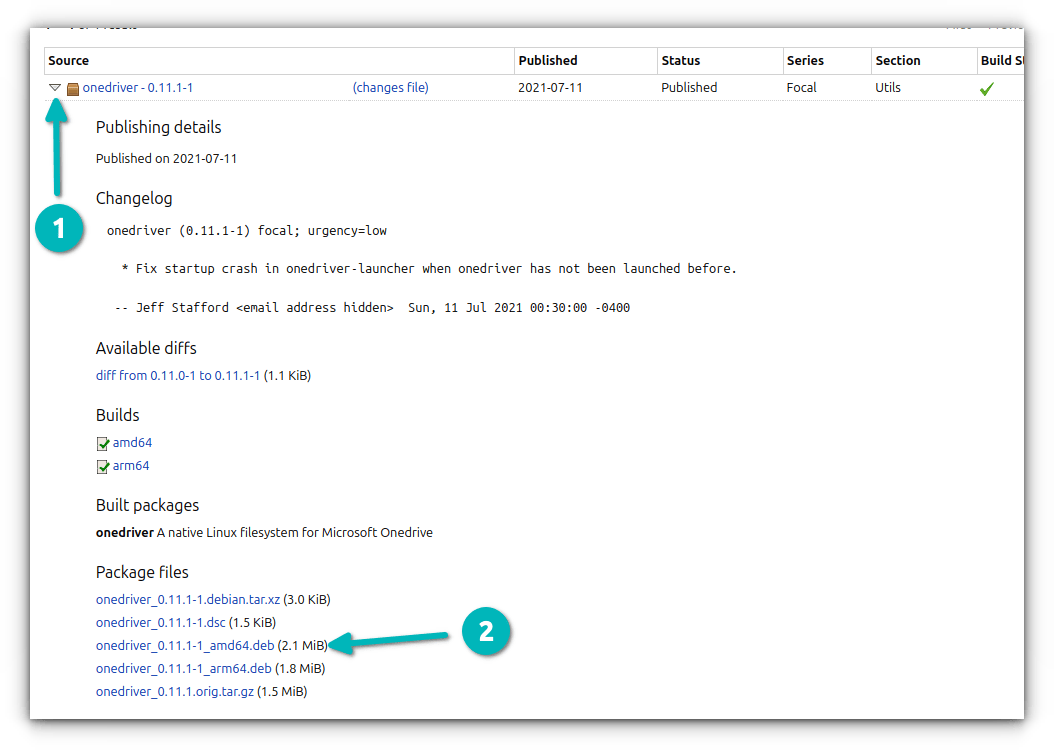 Source Published Status Series Section Build
onedriver - 0.11.1-1 (changes file) 2021-07-11 Published Focal Utils
Publishing details
Published on 2021-07-11
Changelog
onedriver (0.11.1-1) focal; urgency=low
* Fix startup crash in onedriver-launcher when onedriver has not been launched before.
-- Jeff Stafford <email address hidden>  Sun, 11 Jul 2021 00:30:00 -0400
1
Available diffs
diff from 0.11.0-1 to 0.11.1-1 (1.1 KiB)
Builds
amd64
arm64
Built packages
onedriver A native Linux filesystem for Microsoft Onedrive
Package files
onedriver_0.11.1-1.debian.tar.xz (3.0 KiB)
onedriver_0.11.1-1.dsc (1.5 KiB)
onedriver_0.11.1-1_amd64.deb (2.1 MiB)
2
onedriver_0.11.1-1_arm64.deb (1.8 MiB)
onedriver_0.11.1.orig.tar.gz (1.5 MiB)